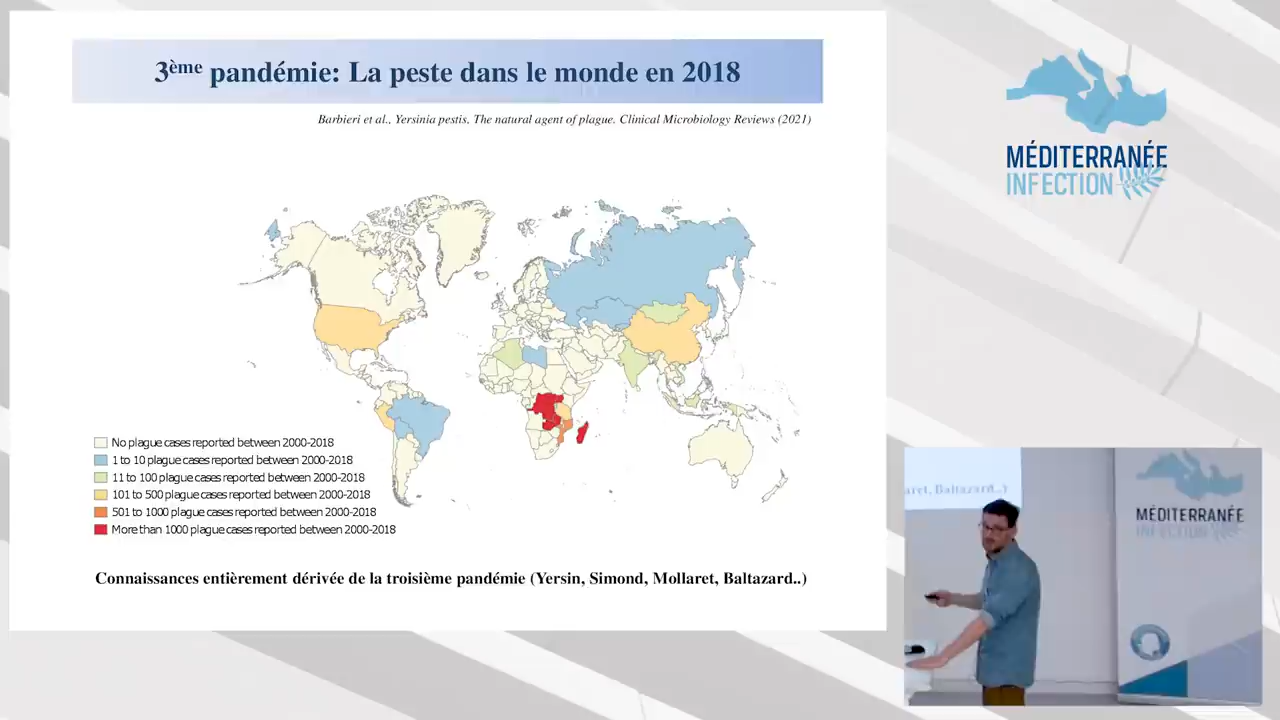 3ème pandémie: La peste dans le monde en 2018
Barbieri et al., Yersinia pestis, The natural agent of plague. Clinical Microbiology Reviews (2021)
MÉDITERRANÉE
INFECTION
No plague cases reported between 2000-2018
1 to 10 plague cases reported between 2000-2018
11 to 100 plague cases reported between 2000-2018
101 to 500 plague cases reported between 2000-2018
501 to 1000 plague cases reported between 2000-2018
More than 1000 plague cases reported between 2000-2018
Connaissances entièrement dérivée de la troisième pandémie (Yersin, Simond, Mollaret, Baltazard..)
aret, Baltazard..)
MÉDITERRANÉE
INFECTION